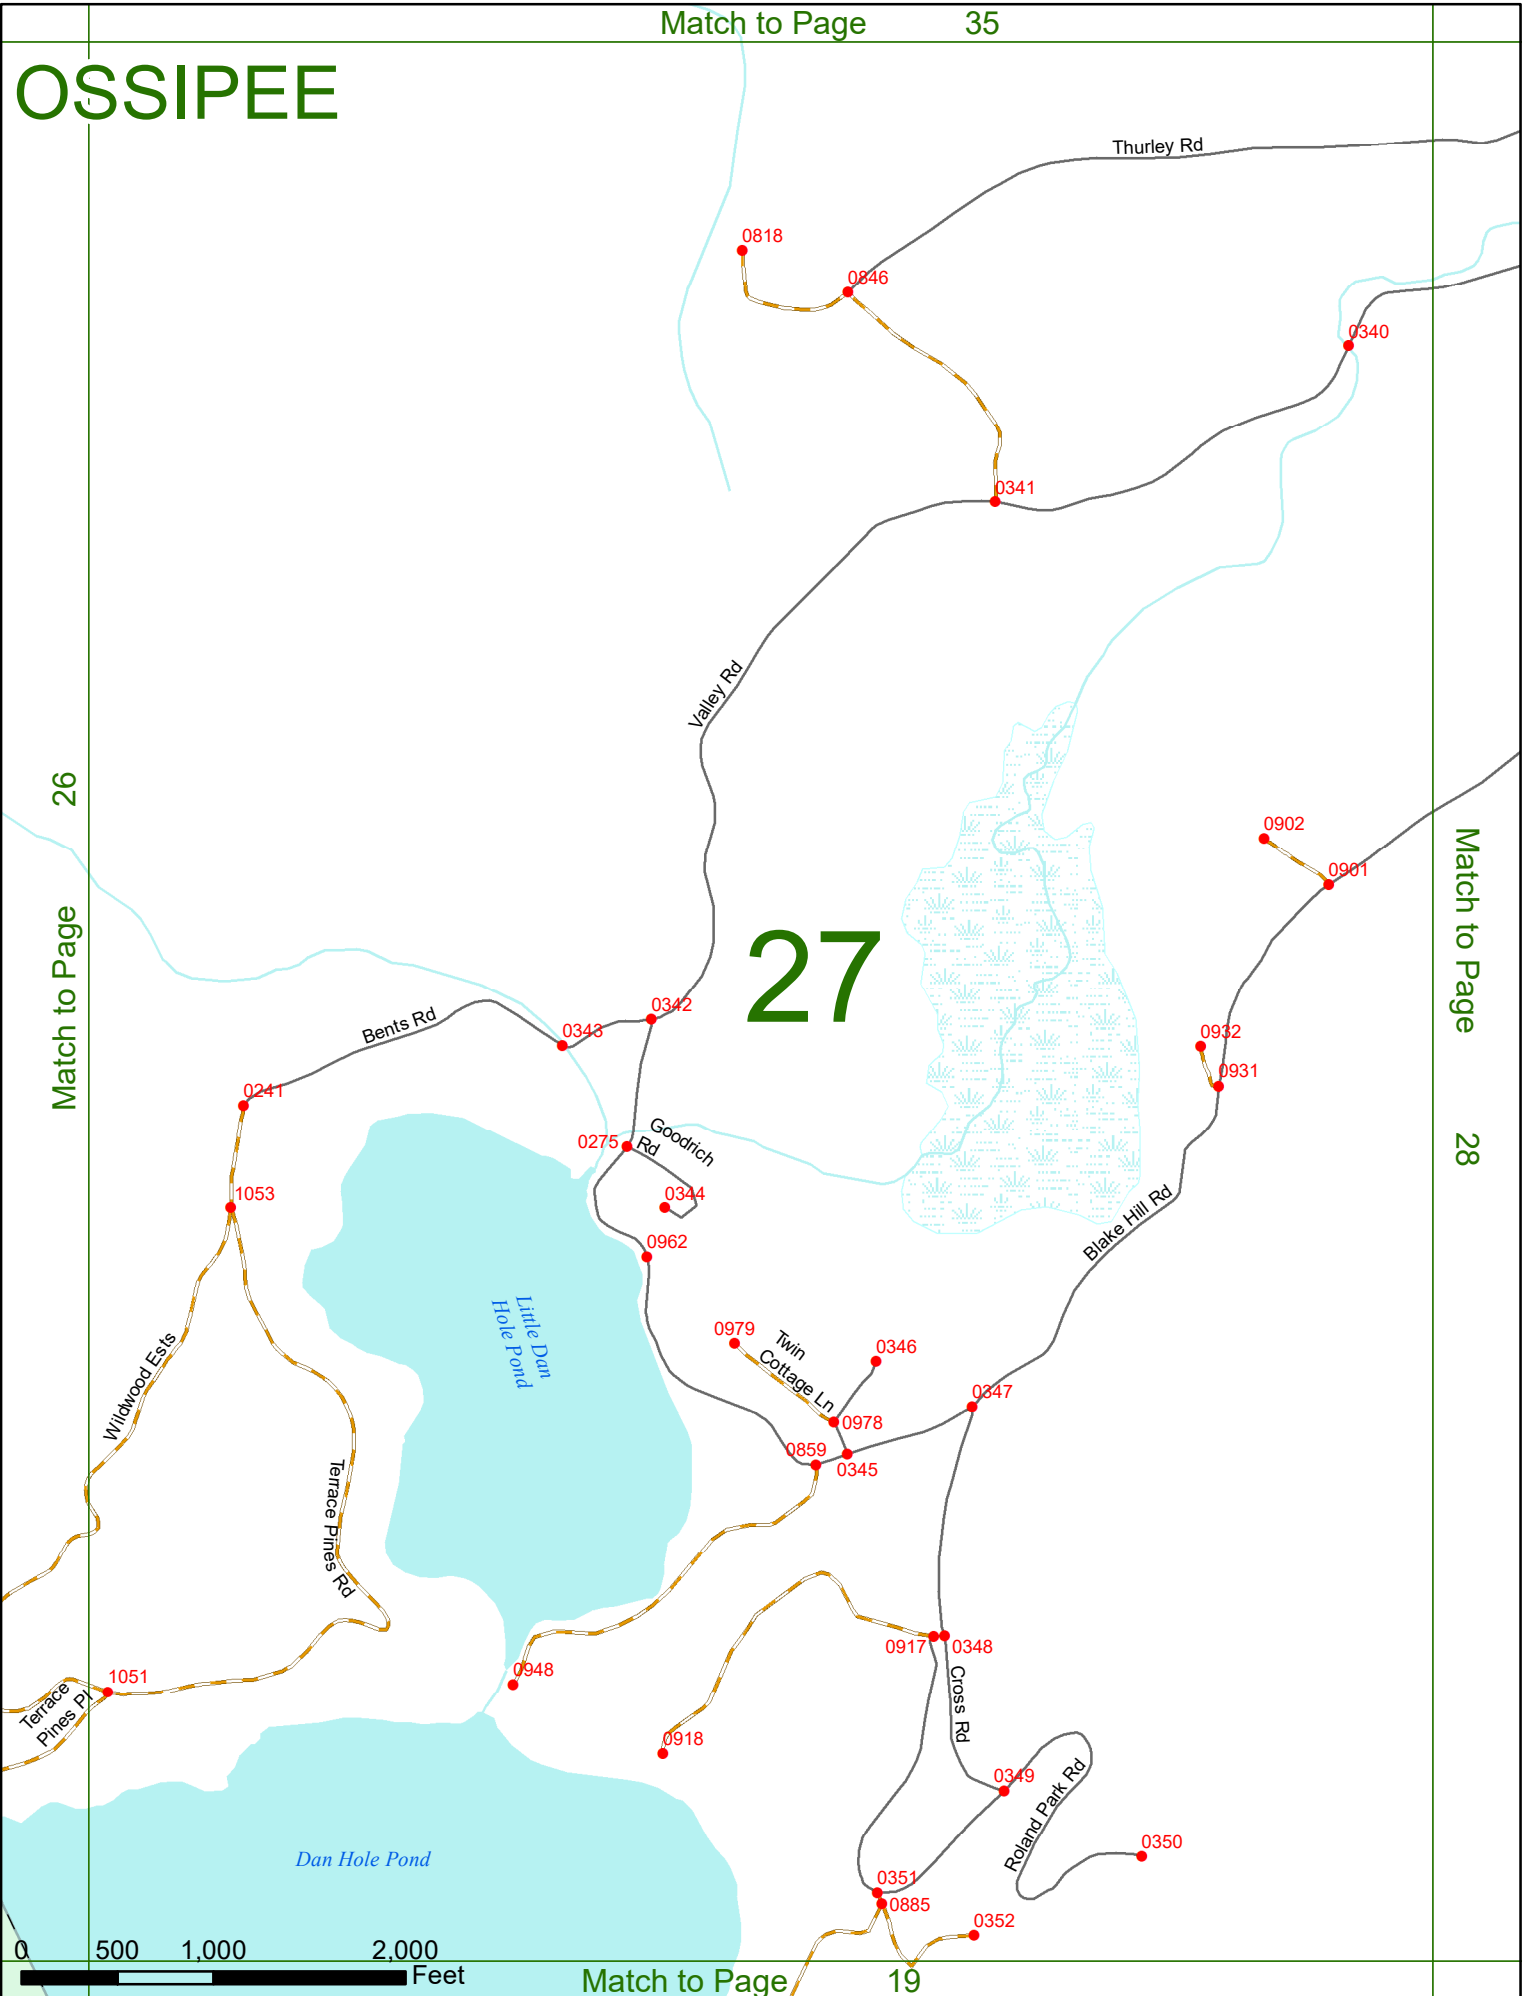 Match to Page 35
OSSIPEE
Thurley Rd
0818
0846
0340
0341
Valley Rd
26
Match to Page
Match to Page
28
0902
0901
27
0342
0343
Bents Rd
0932
0931
0241
Goodrich
Rd
0275
1053
0344
Blake Hill Rd
0962
Little Dan
Hole Pond
0979
Twin
Cottage Ln
0346
Wildwood Ests
0347
0978
0859
0345
Terrace Pines Rd
0917
0348
1051
0948
Cross Rd
Terrace
Pines Pl
0918
0349
Roland Park Rd
0350
Dan Hole Pond
0351
0885
0352
0 500 1,000 2,000
Feet
Match to Page 19